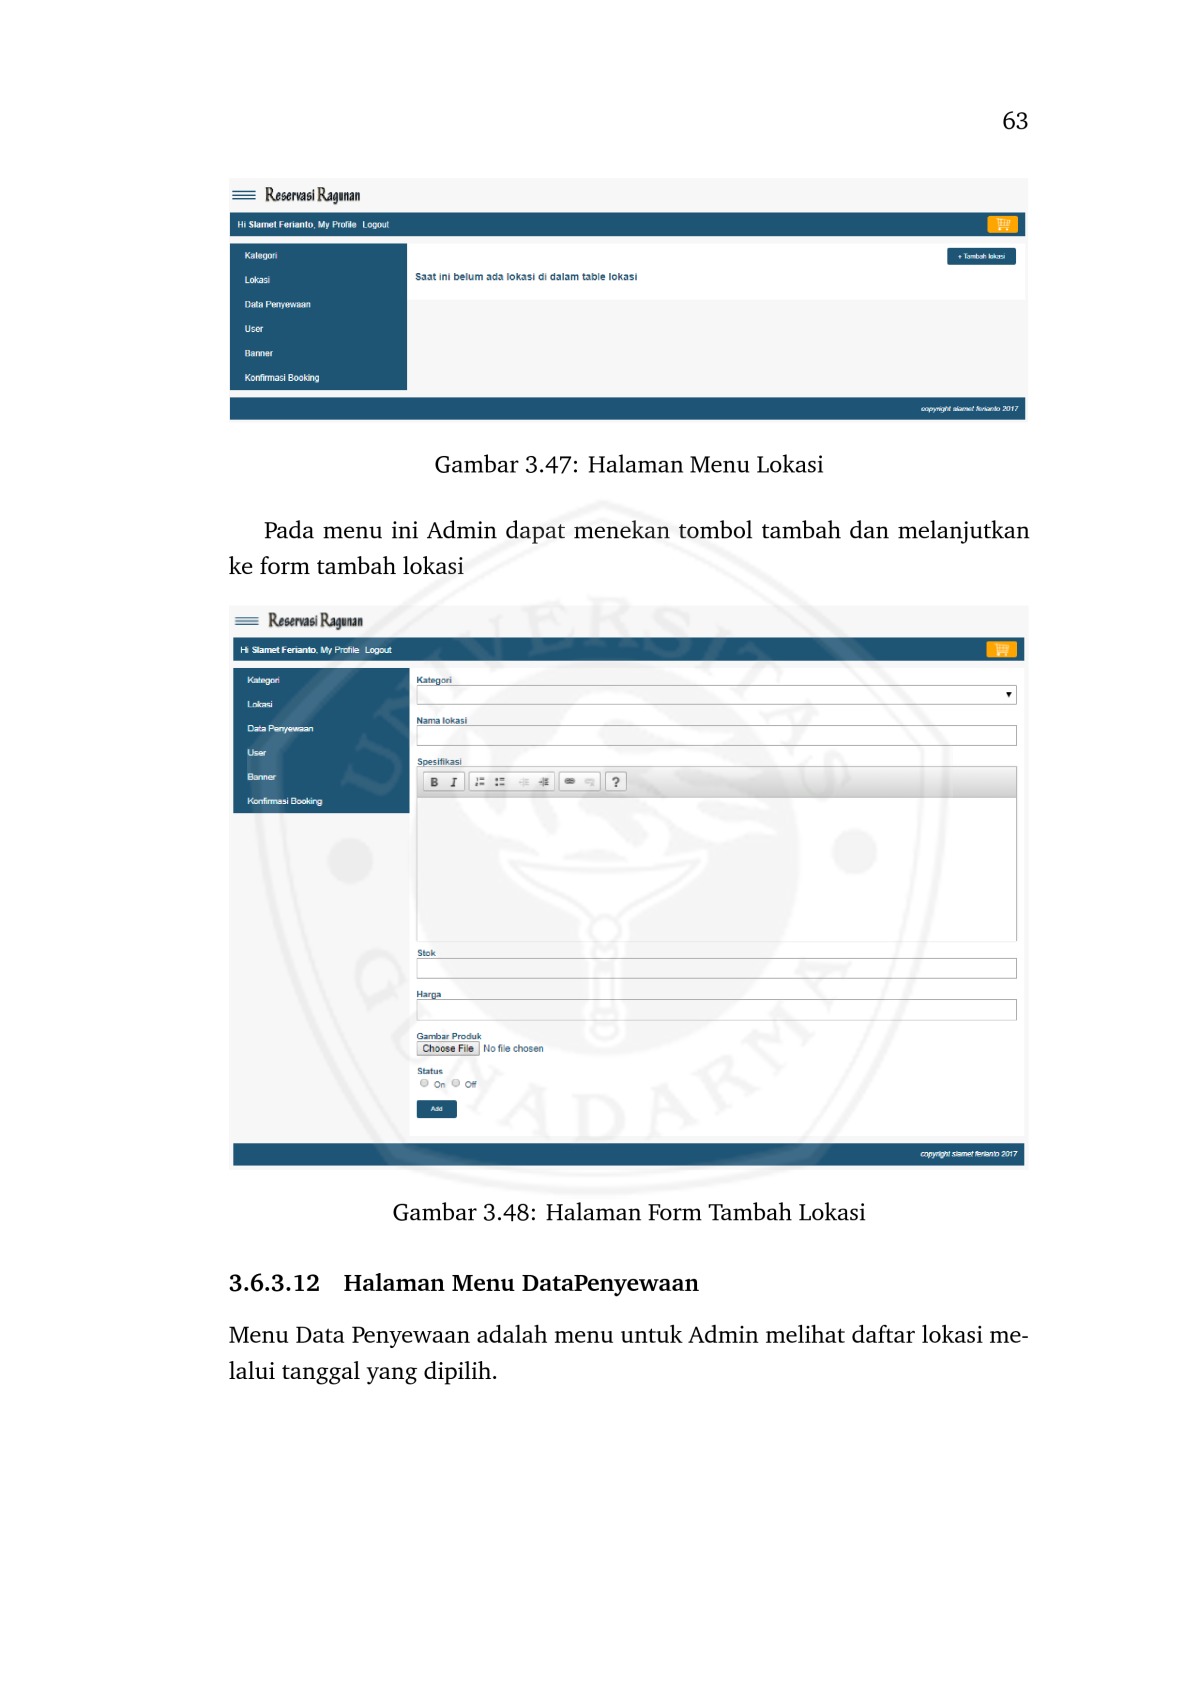 63
Reservasi Ragunan
Hi Slamet Ferianto, My Profile Logout
Kategori
+ Tambah lokasi
Lokasi
Saat ini belum ada lokasi di dalam table lokasi
Data Penyewaan
User
Banner
Konfirmasi Booking
copyright slamet ferianto 2017
Gambar 3.47: Halaman Menu Lokasi
Pada menu ini Admin dapat menekan tombol tambah dan melanjutkan
ke form tambah lokasi
Reservasi Ragunan
Hi Slamet Ferianto, My Profile Logout
Kategori
Lokasi
Data Penyewaan
User
Banner
Konfirmasi Booking
Kategori
Nama lokasi
Spesifikasi
B I ?
Stok
Harga
Gambar Produk
Choose File No file chosen
Status
On Off
Add
copyright slamet ferianto 2017
UNIVERSITAS
GUNADARMA
Gambar 3.48: Halaman Form Tambah Lokasi
3.6.3.12 Halaman Menu DataPenyewaan
Menu Data Penyewaan adalah menu untuk Admin melihat daftar lokasi me-
lalui tanggal yang dipilih.